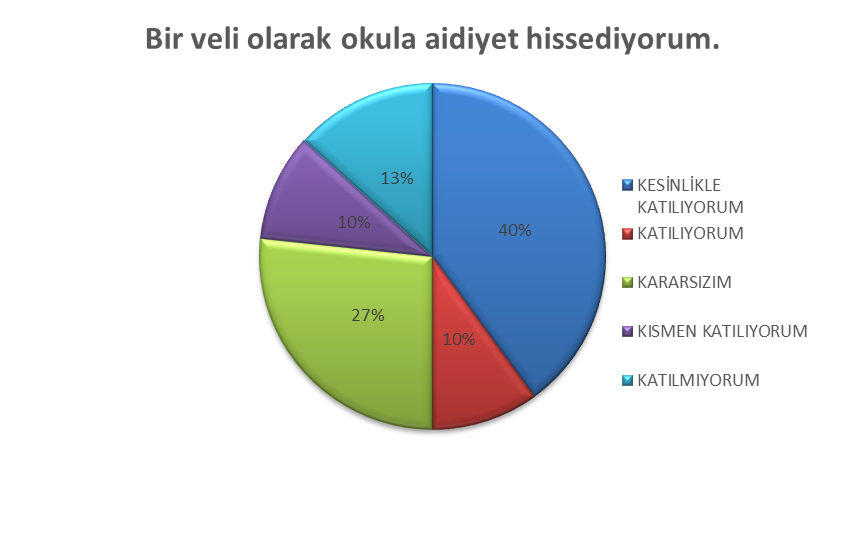 Bir veli olarak okula aidiyet hissediyorum.
13%
40%
10%
27%
10%
KESİNLİKLE
KATILIYORUM
KATILIYORUM
KARARSIZIM
KISMEN KATILIYORUM
KATILMIYORUM